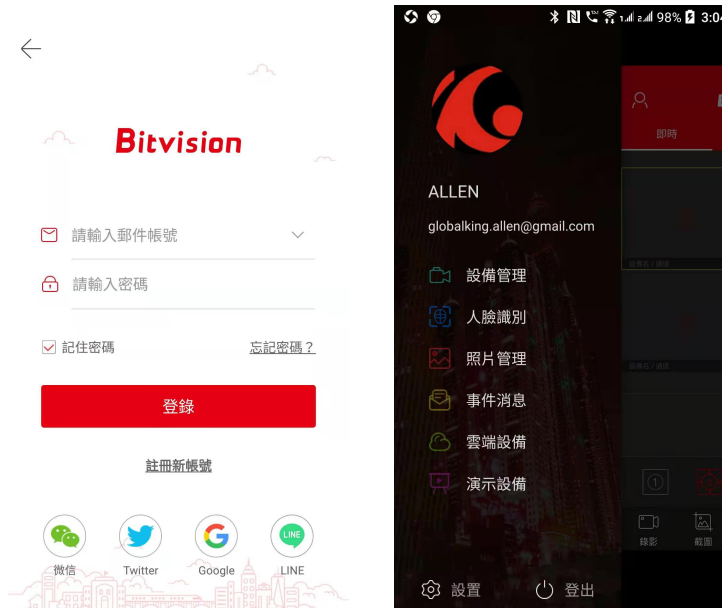 Bitvision
請輸入郵件帳號
請輸入密碼
記住密碼
忘記密碼？
登錄
註冊新帳號
微信
Twitter
Google
LINE
LINE
98%
3:04
ALLEN
globalking.allen@gmail.com
設備管理
人臉識別
照片管理
事件消息
雲端設備
演示設備
設置
登出
即時
錄影
截圖